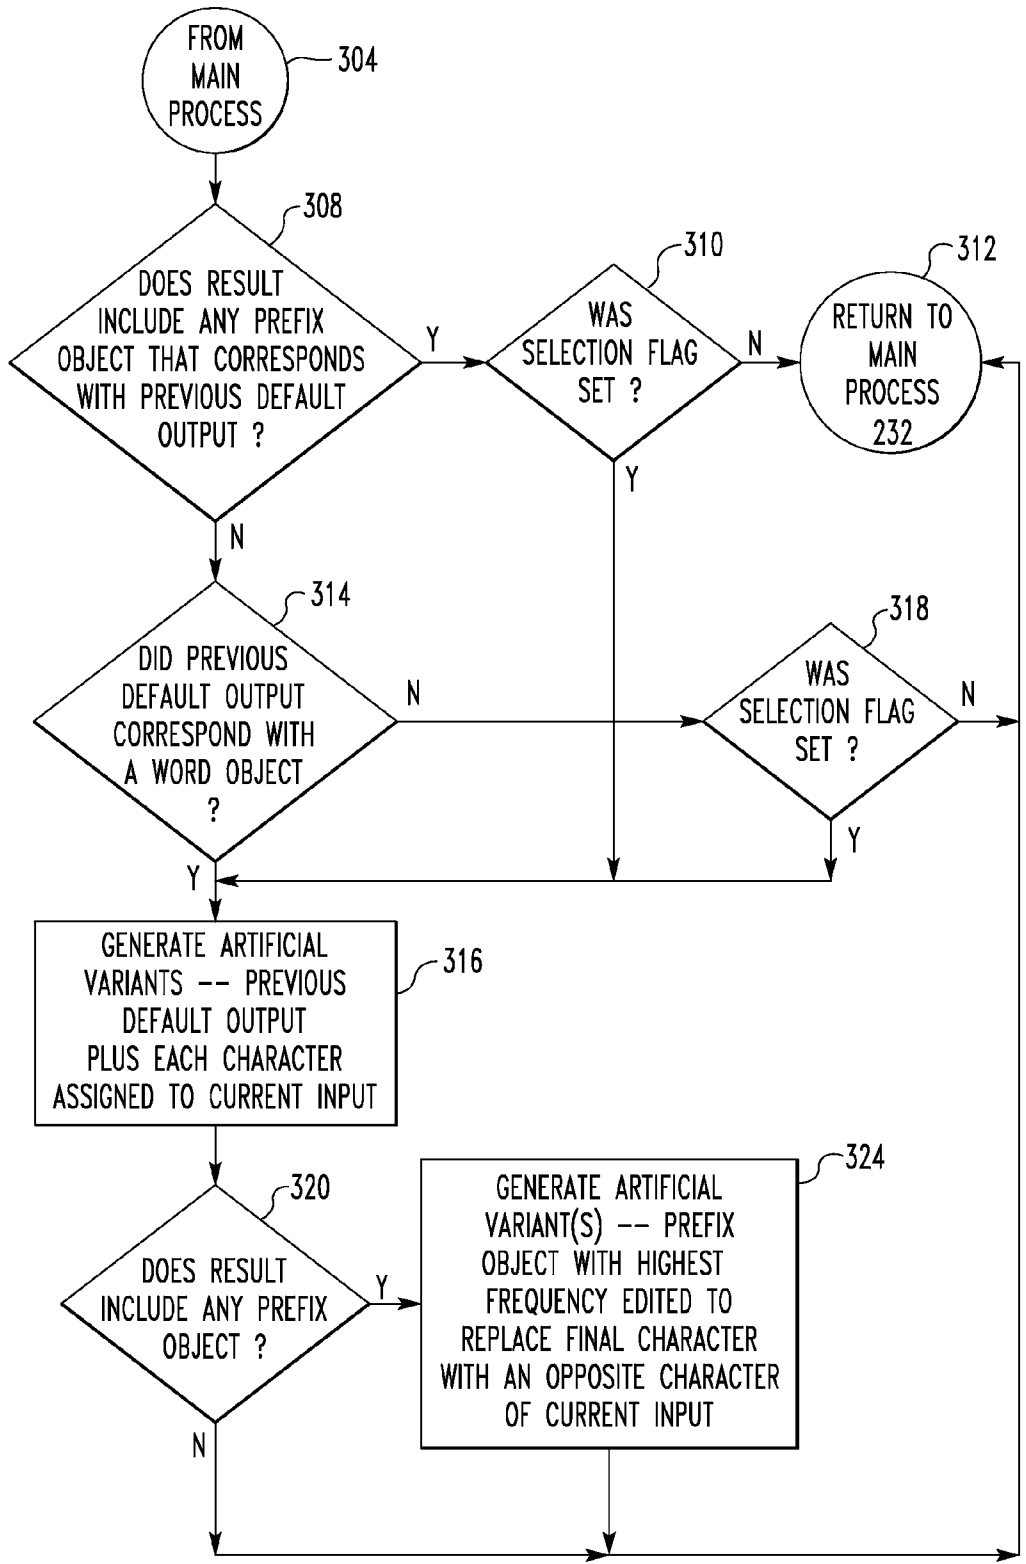 FROM
MAIN
PROCESS
304
308
DOES RESULT
INCLUDE ANY PREFIX
OBJECT THAT CORRESPONDS
WITH PREVIOUS DEFAULT
OUTPUT ?
Y
N
310
WAS
SELECTION FLAG
SET ?
N
Y
312
RETURN TO
MAIN
PROCESS
232
314
DID PREVIOUS
DEFAULT OUTPUT
CORRESPOND WITH
A WORD OBJECT
?
N
Y
318
WAS
SELECTION FLAG
SET ?
N
Y
GENERATE ARTIFICIAL
VARIANTS -- PREVIOUS
DEFAULT OUTPUT
PLUS EACH CHARACTER
ASSIGNED TO CURRENT INPUT
316
320
DOES RESULT
INCLUDE ANY PREFIX
OBJECT ?
Y
N
324
GENERATE ARTIFICIAL
VARIANT(S) -- PREFIX
OBJECT WITH HIGHEST
FREQUENCY EDITED TO
REPLACE FINAL CHARACTER
WITH AN OPPOSITE CHARACTER
OF CURRENT INPUT